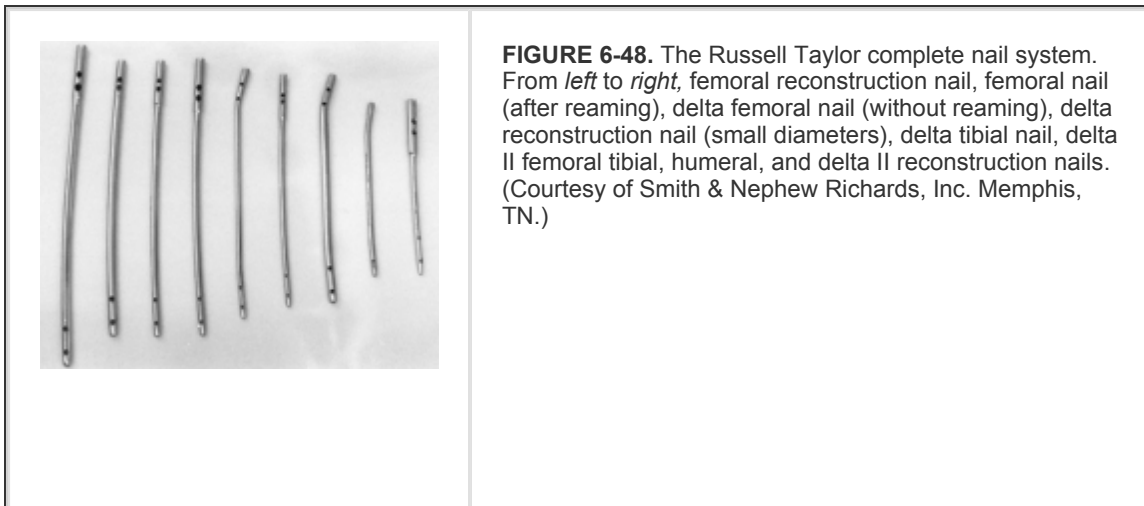 FIGURE 6-48. The Russell Taylor complete nail system.
From left to right, femoral reconstruction nail, femoral nail
(after reaming), delta femoral nail (without reaming), delta
reconstruction nail (small diameters), delta tibial nail, delta
II femoral tibial, humeral, and delta II reconstruction nails.
(Courtesy of Smith & Nephew Richards, Inc. Memphis,
TN.)